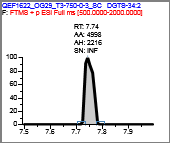 QEF1622_OG29_T3-750-0-3_SC DGTS-34:2
F: FTMS + p ESI Full ms [500.0000-2000.0000]
RT: 7.74
AA: 4998
AH: 2216
SN: INF
100
80
60
40
20
0
7.5 7.6 7.7 7.8 7.9